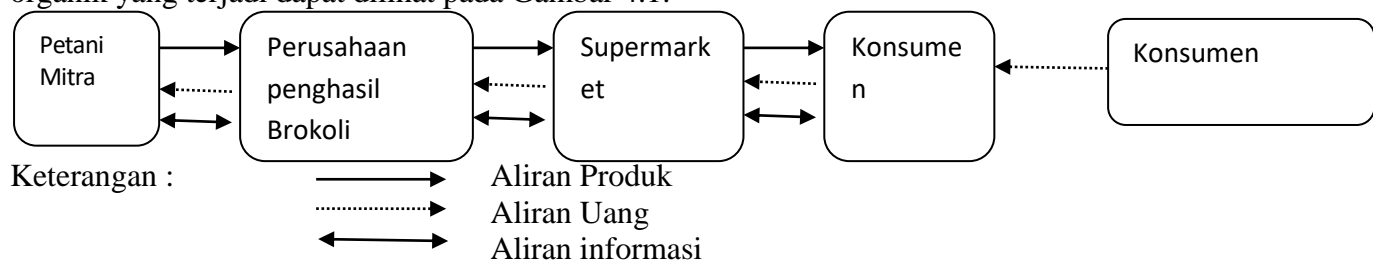 organik yang terjadi dapat dilihat pada Gambar 4.1.
Petani
Mitra
Perusahaan
penghasil
Brokoli
Supermark
et
Konsume
n
Konsumen
Keterangan :
Aliran Produk
Aliran Uang
Aliran informasi